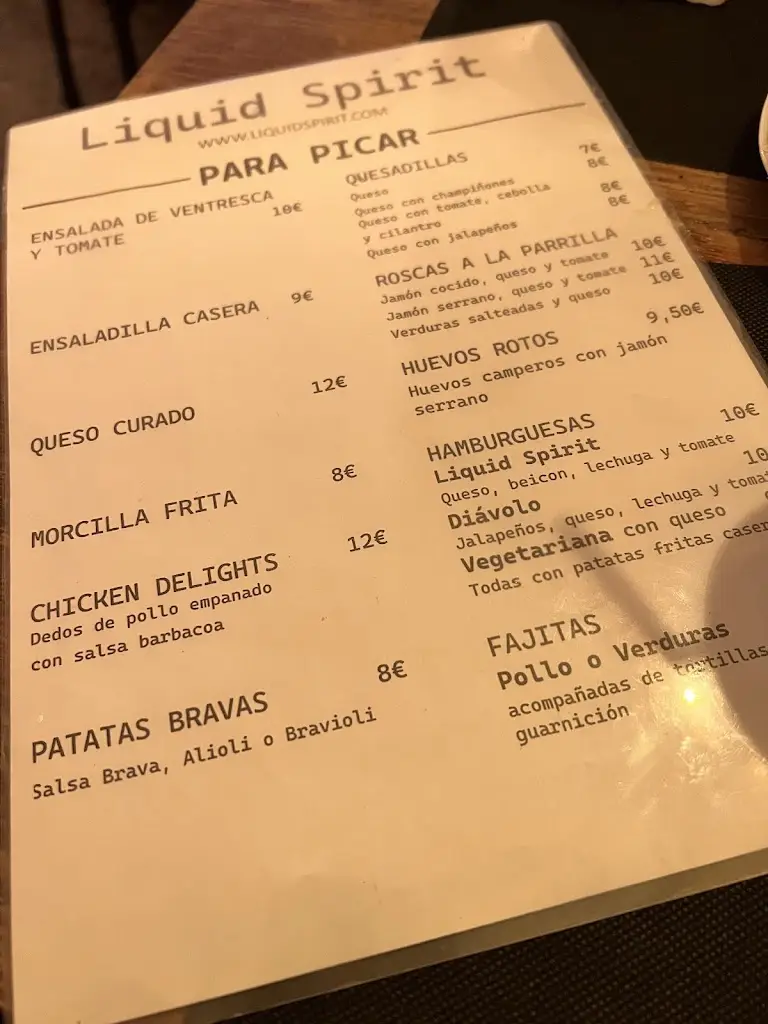 Liquid Spirit
WWW.LIQUIDSPIRIT.COM
PARA PICAR
ENSALADA DE VENTRESCA
Y TOMATE 10€
ENSALADILLA CASERA 9€
QUESO CURADO 12€
MORCILLA FRITA 8€
CHICKEN DELIGHTS 12€
Dedos de pollo empanado
con salsa barbacoa
PATATAS BRAVAS 8€
Salsa Brava, Alioli o Bravioli
QUESADILLAS
Queso 7€
Queso con champiñones 8€
Queso con tomate, cebolla
y cilantro 8€
Queso con jalapeños 8€
ROSCAS A LA PARRILLA
Jamón cocido, queso y tomate 10€
Jamón serrano, queso y tomate 11€
Verduras salteadas y queso 10€
HUEVOS ROTOS 9,50€
Huevos camperos con jamón
serrano
HAMBURGUESAS
Liquid Spirit 10€
Queso, beicon, lechuga y tomate
Diávolo 10
Jalapeños, queso, lechuga y tomat
Vegetariana con queso
Todas con patatas fritas caser
FAJITAS
Pollo o Verduras
acompañadas de tortillas
guarnición